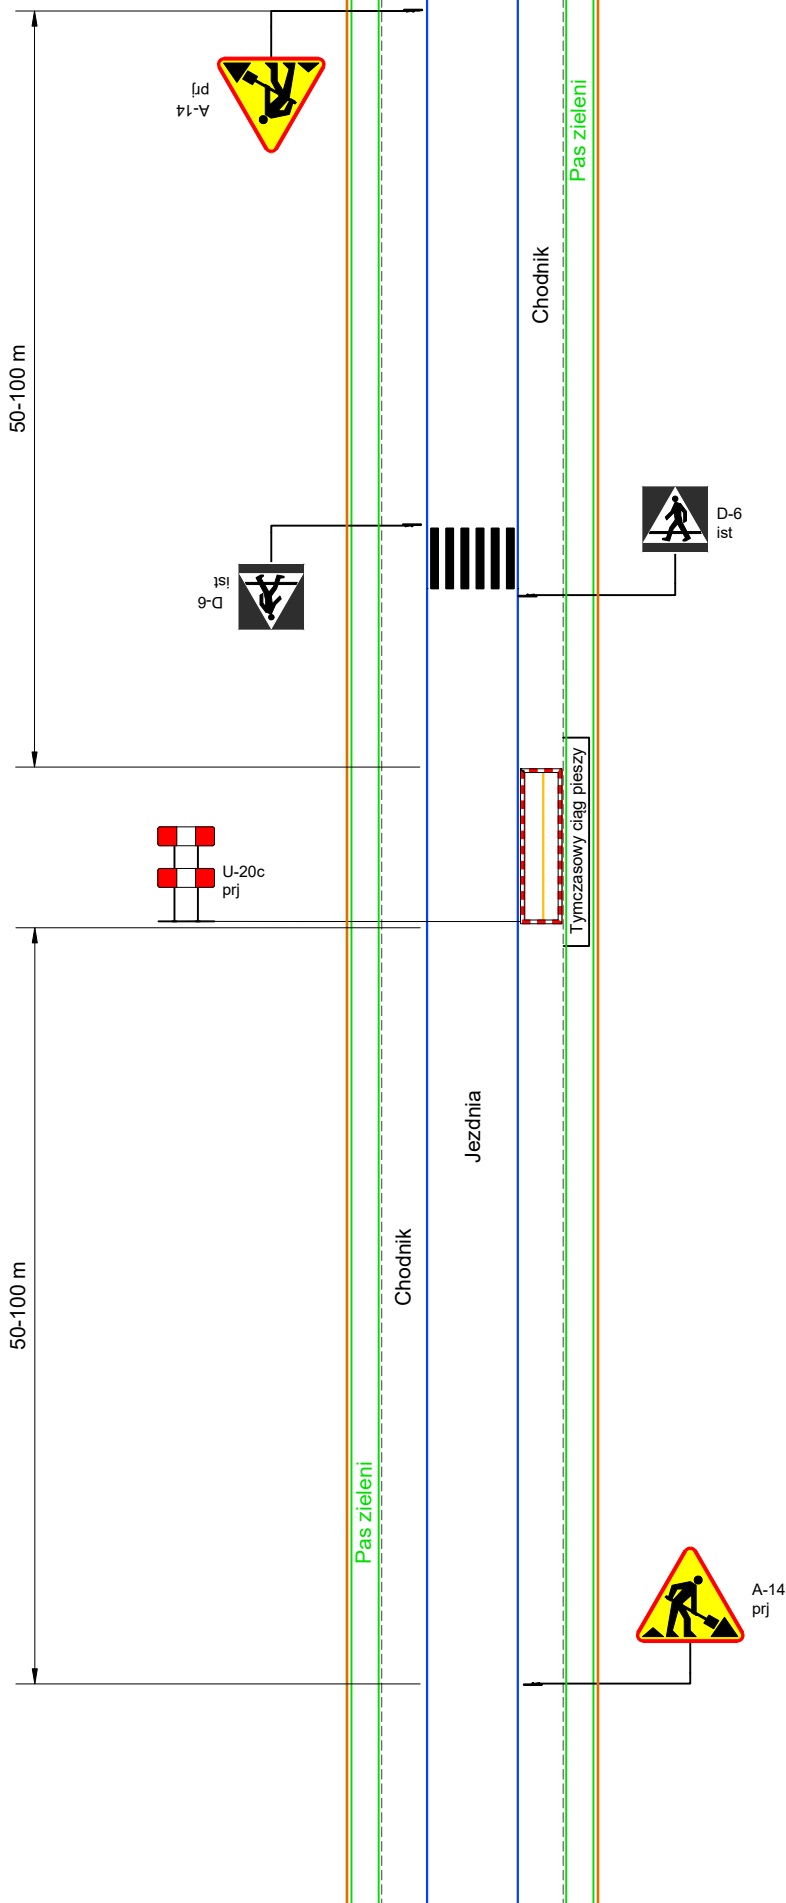 A-14
prj
Pas zieleni
Chodnik
50-100 m
D-6
ist
D-6
ist
Tymczasowy ciąg pieszy
U-20c
prj
Jezdnia
Chodnik
50-100 m
Pas zieleni
A-14
prj